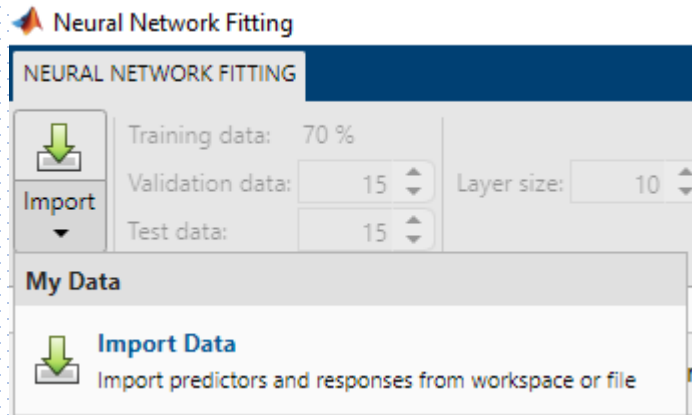 Neural Network Fitting
NEURAL NETWORK FITTING
Import
Training data: 70 %
Validation data: 15
Test data: 15
Layer size: 10
My Data
Import Data
Import predictors and responses from workspace or file